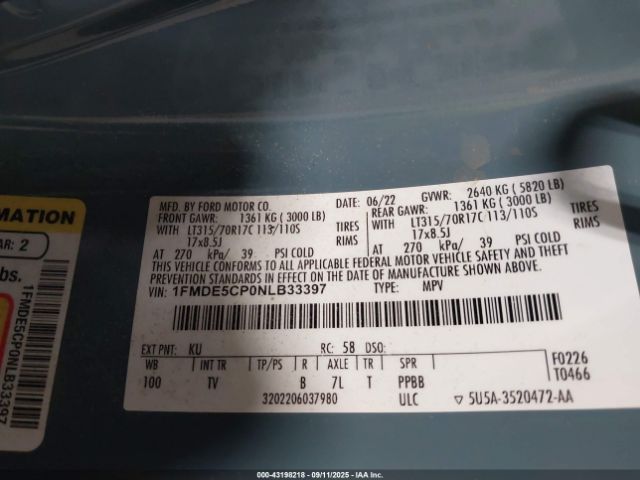 MATION
AR: 2
lbs.
1FMDE5CP0NLB33397
MFD. BY FORD MOTOR CO.
DATE: 06/22 GVWR: 2640 KG ( 5820 LB)
FRONT GAWR: 1361 KG ( 3000 LB)
REAR GAWR: 1361 KG ( 3000 LB)
WITH LT315/70R17C 113/110S TIRES
WITH LT315/70R17C 113/110S TIRES
17x8.5J RIMS
17x8.5J RIMS
AT 270 kPa/ 39 PSI COLD
AT 270 kPa/ 39 PSI COLD
THIS VEHICLE CONFORMS TO ALL APPLICABLE FEDERAL MOTOR VEHICLE SAFETY AND THEFT
PREVENTION STANDARDS IN EFFECT ON THE DATE OF MANUFACTURE SHOWN ABOVE.
VIN: 1FMDE5CP0NLB33397 TYPE: MPV
EXT PNT: KU RC: 58 DSO:
WB INT TR TP/PS R AXLE TR SPR
100 TV B 7L T PPBB
F0226
T0466
3202206037980 ULC ▽ 5U5A-3520472-AA
000-43198218 - 09/11/2025 - IAA Inc.